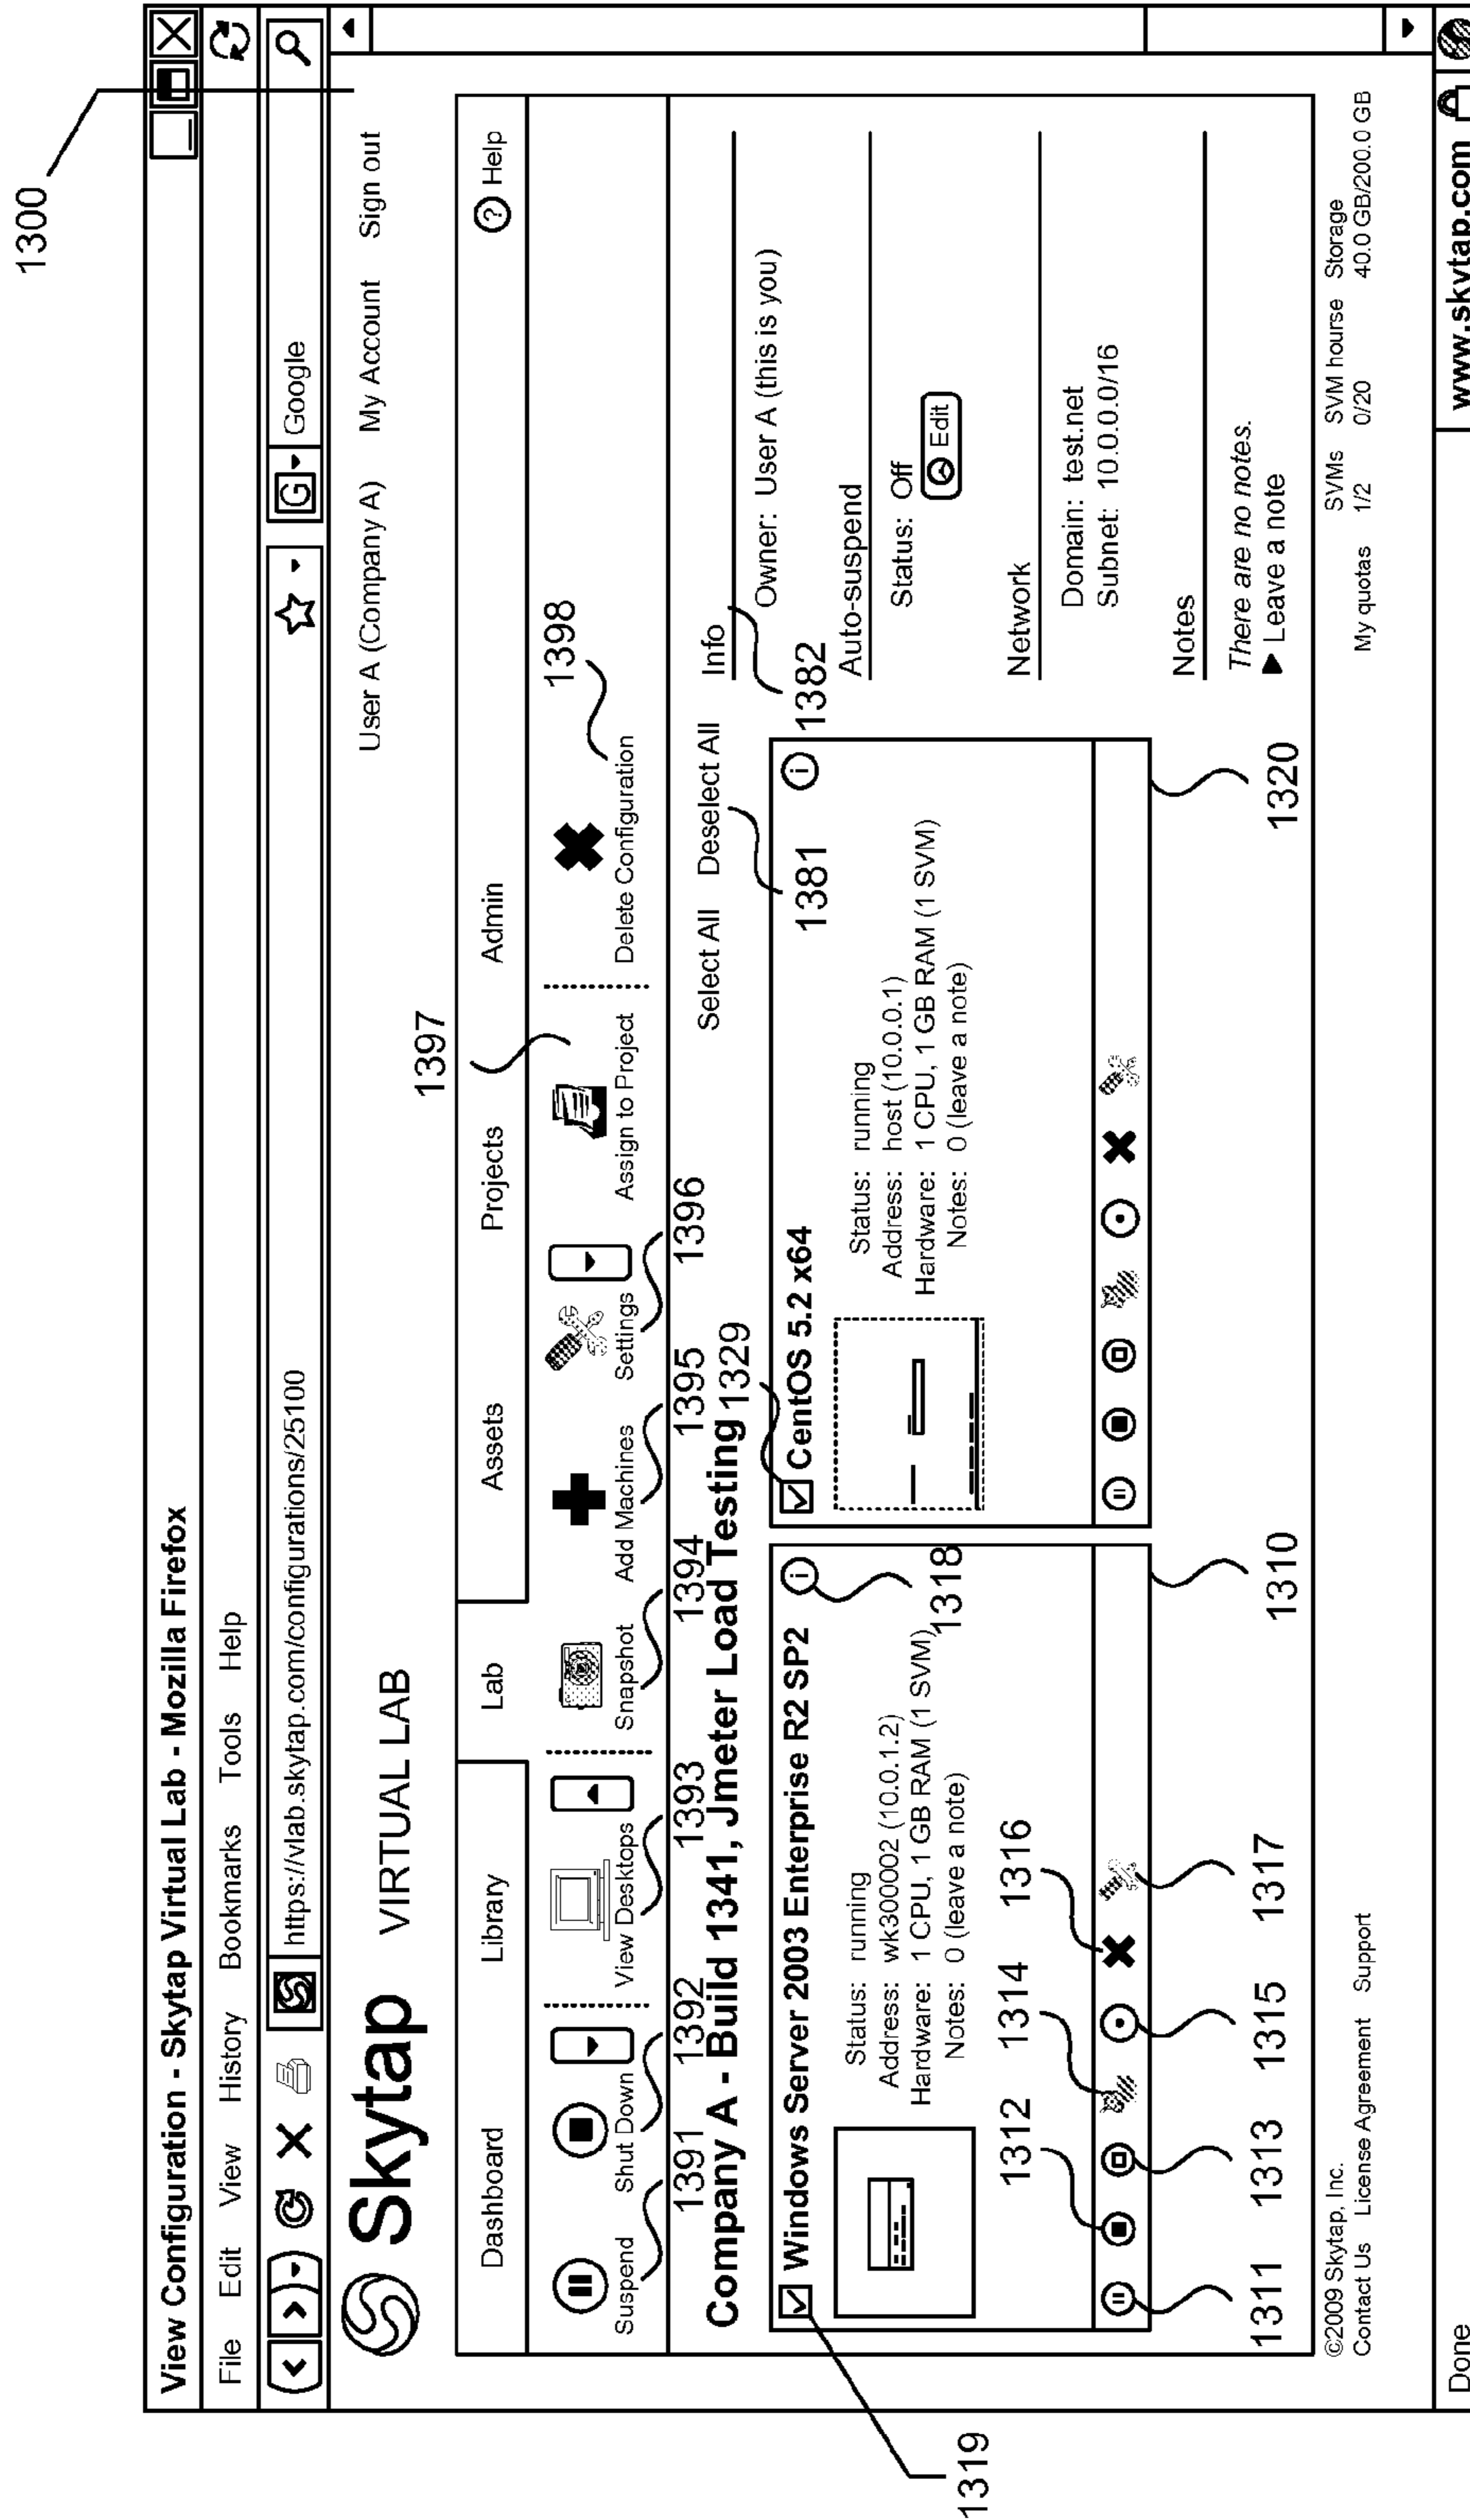 1300
View Configuration - Skytap Virtual Lab - Mozilla Firefox
File Edit View History Bookmarks Tools Help
https://vlab.skytap.com/configurations/25100
G Google
Skytap VIRTUAL LAB
User A (Company A) My Account Sign out
1397
Dashboard Library Lab Assets Projects Admin
? Help
1398
Suspend Shut Down View Desktops Snapshot Add Machines Settings Assign to Project Delete Configuration
1391 1392 1393 1394 1395 1396
Company A - Build 1341, Jmeter Load Testing
1329
Select All Deselect All
1381
1382
1319
Windows Server 2003 Enterprise R2 SP2
i
1318
Status: running
Address: wk300002 (10.0.1.2)
Hardware: 1 CPU, 1 GB RAM (1 SVM)
Notes: 0 (leave a note)
1312 1314 1316
1311 1313 1315 1317
1310
CentOS 5.2 x64
i
Status: running
Address: host (10.0.0.1)
Hardware: 1 CPU, 1 GB RAM (1 SVM)
Notes: 0 (leave a note)
1320
Info
Owner: User A (this is you)
Auto-suspend
Status: Off
Edit
Network
Domain: test.net
Subnet: 10.0.0.0/16
Notes
There are no notes.
Leave a note
©2009 Skytap, Inc.
Contact Us License Agreement Support
SVMs SVM hourse Storage
My quotas 1/2 0/20 40.0 GB/200.0 GB
Done
www.skytap.com